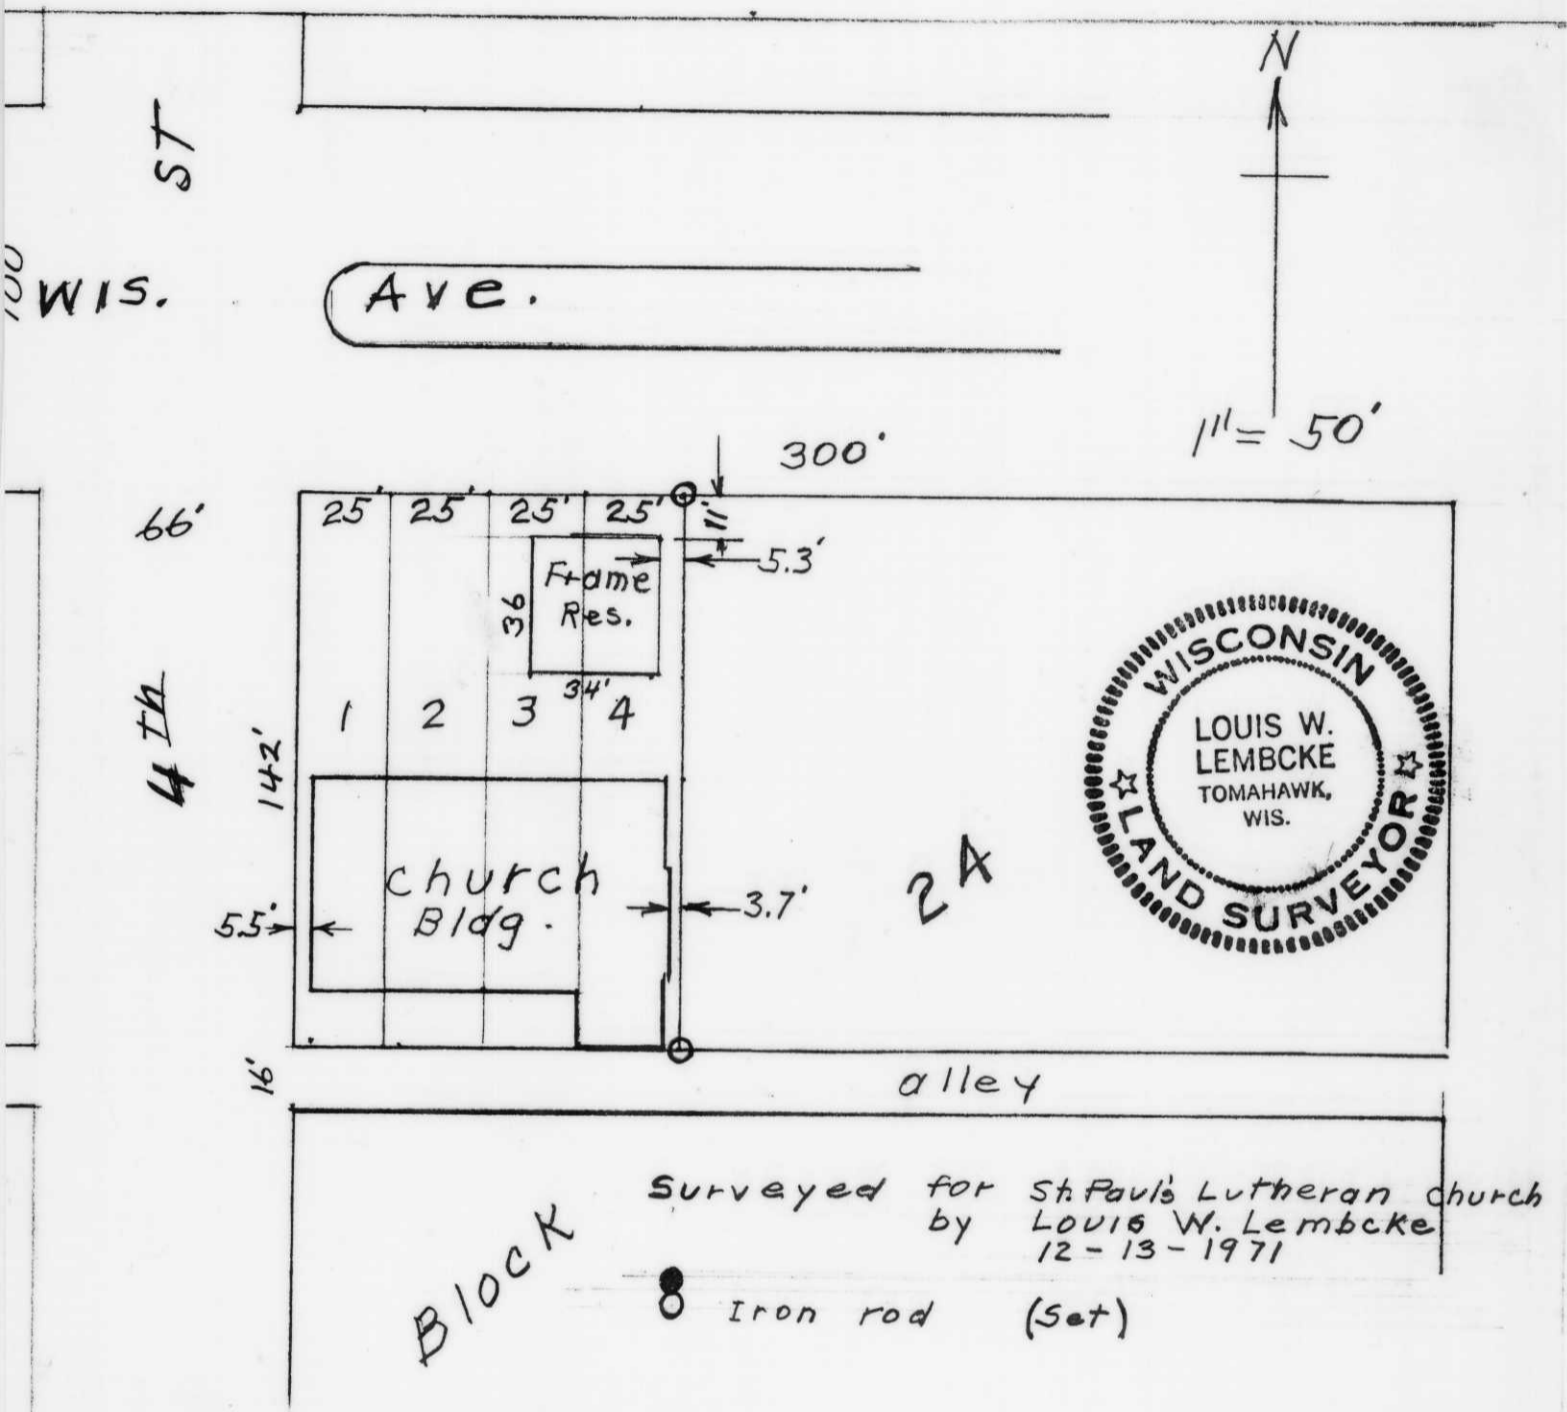 N
ST
WIS. Ave.
1" = 50'
300'
66'
25' 25' 25' 25'
11'
5.3'
Frame
Res.
36
34'
1 2 3 4
4th
142'
church
Bldg.
5.5'
3.7'
2A
WISCONSIN
LOUIS W.
LEMBCKE
TOMAHAWK,
WIS.
LAND SURVEYOR
16'
alley
Block
Surveyed for St. Paul's Lutheran church
by Louis W. Lembcke
12-13-1971
Iron rod (Set)